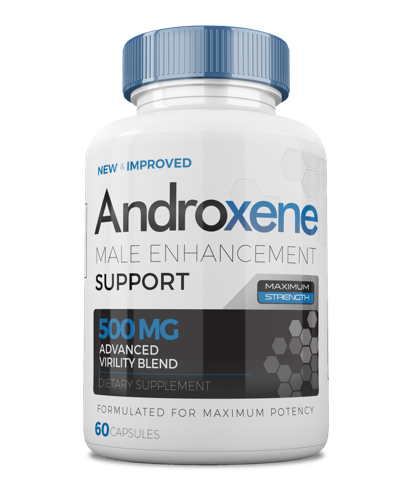 NEW & IMPROVED
Androxene
MALE ENHANCEMENT
SUPPORT
MAXIMUM
STRENGTH
500 MG
ADVANCED
VIRILITY BLEND
DIETARY SUPPLEMENT
FORMULATED FOR MAXIMUM POTENCY
60 CAPSULES